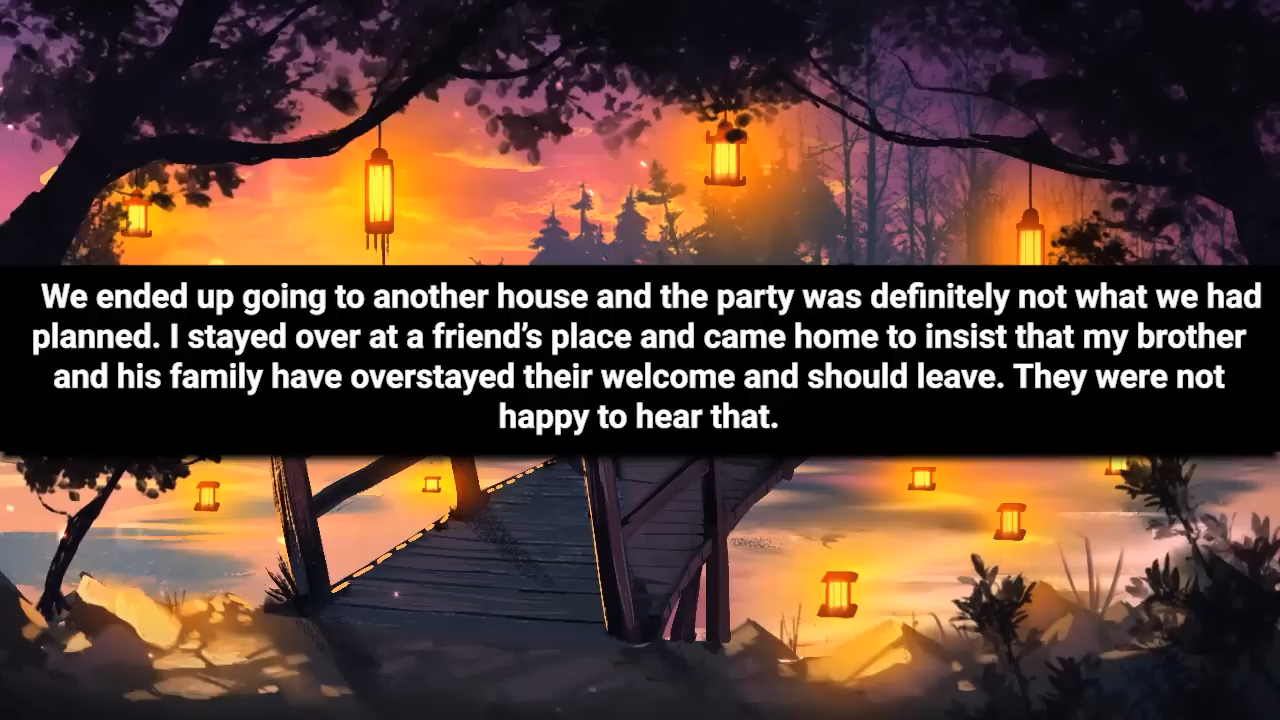 We ended up going to another house and the party was definitely not what we had
planned. I stayed over at a friend’s place and came home to insist that my brother
and his family have overstayed their welcome and should leave. They were not
happy to hear that.